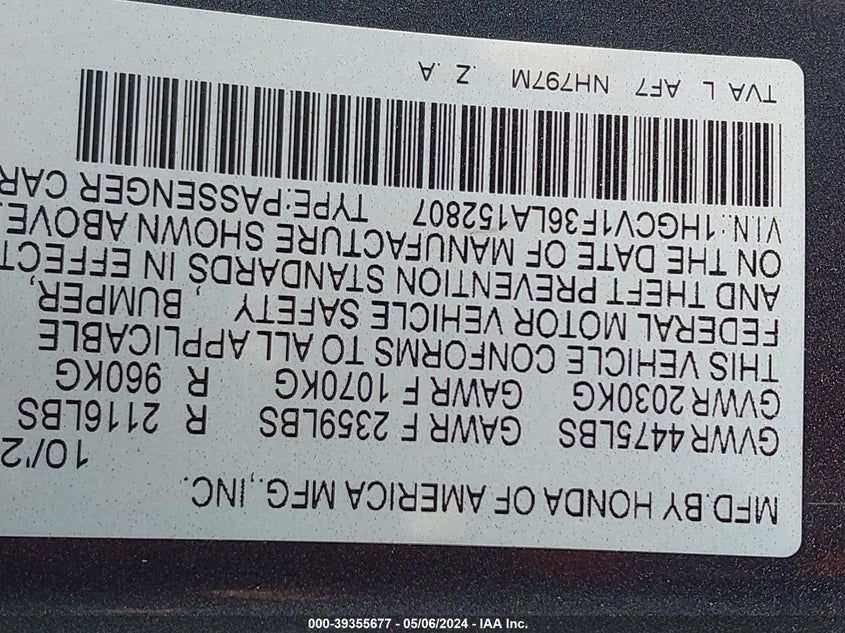 MFD.BY HONDA OF AMERICA MFG.,INC. 10/'2
GVWR 4475LBS GAWR F 2359LBS R 2116LBS
GVWR 2030KG GAWR F 1070KG R 960KG
THIS VEHICLE CONFORMS TO ALL APPLICABLE
FEDERAL MOTOR VEHICLE SAFETY , BUMPER,
AND THEFT PREVENTION STANDARDS IN EFFECT
ON THE DATE OF MANUFACTURE SHOWN ABOVE.
V.I.N.:1HGCV1F36LA152807 TYPE:PASSENGER CAR
TVA L AF7 NH797M .Z .A
000-39355677 - 05/06/2024 - IAA Inc.